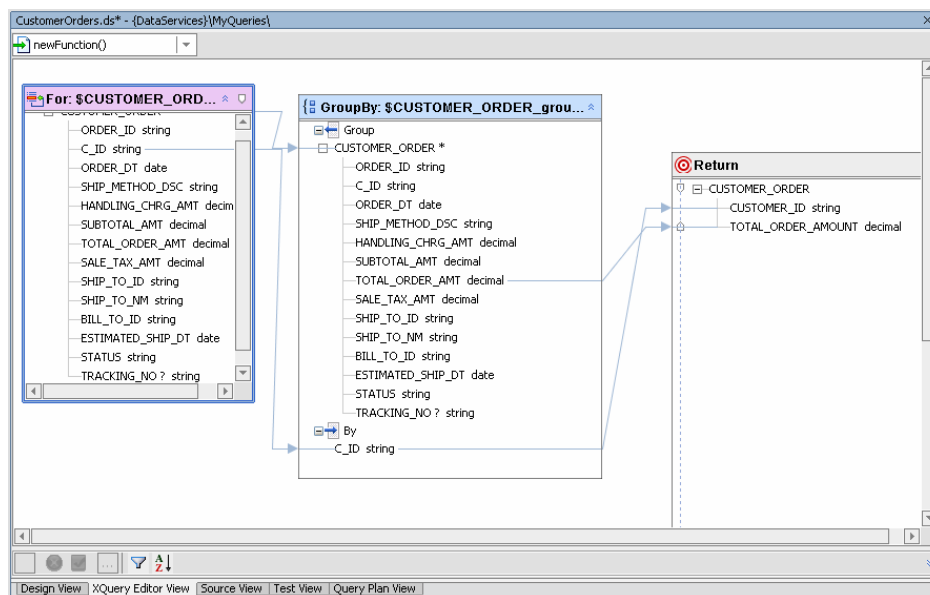 CustomerOrders.ds* - {DataServices}\MyQueries\
newFunction()
For: $CUSTOMER_ORD...
ORDER_ID string
C_ID string
ORDER_DT date
SHIP_METHOD_DSC string
HANDLING_CHRG_AMT decim
SUBTOTAL_AMT decimal
TOTAL_ORDER_AMT decimal
SALE_TAX_AMT decimal
SHIP_TO_ID string
SHIP_TO_NM string
BILL_TO_ID string
ESTIMATED_SHIP_DT date
STATUS string
TRACKING_NO ? string
GroupBy: $CUSTOMER_ORDER_grou...
Group
CUSTOMER_ORDER *
ORDER_ID string
C_ID string
ORDER_DT date
SHIP_METHOD_DSC string
HANDLING_CHRG_AMT decimal
SUBTOTAL_AMT decimal
TOTAL_ORDER_AMT decimal
SALE_TAX_AMT decimal
SHIP_TO_ID string
SHIP_TO_NM string
BILL_TO_ID string
ESTIMATED_SHIP_DT date
STATUS string
TRACKING_NO ? string
By
C_ID string
Return
CUSTOMER_ORDER
CUSTOMER_ID string
TOTAL_ORDER_AMOUNT decimal
Design View XQuery Editor View Source View Test View Query Plan View